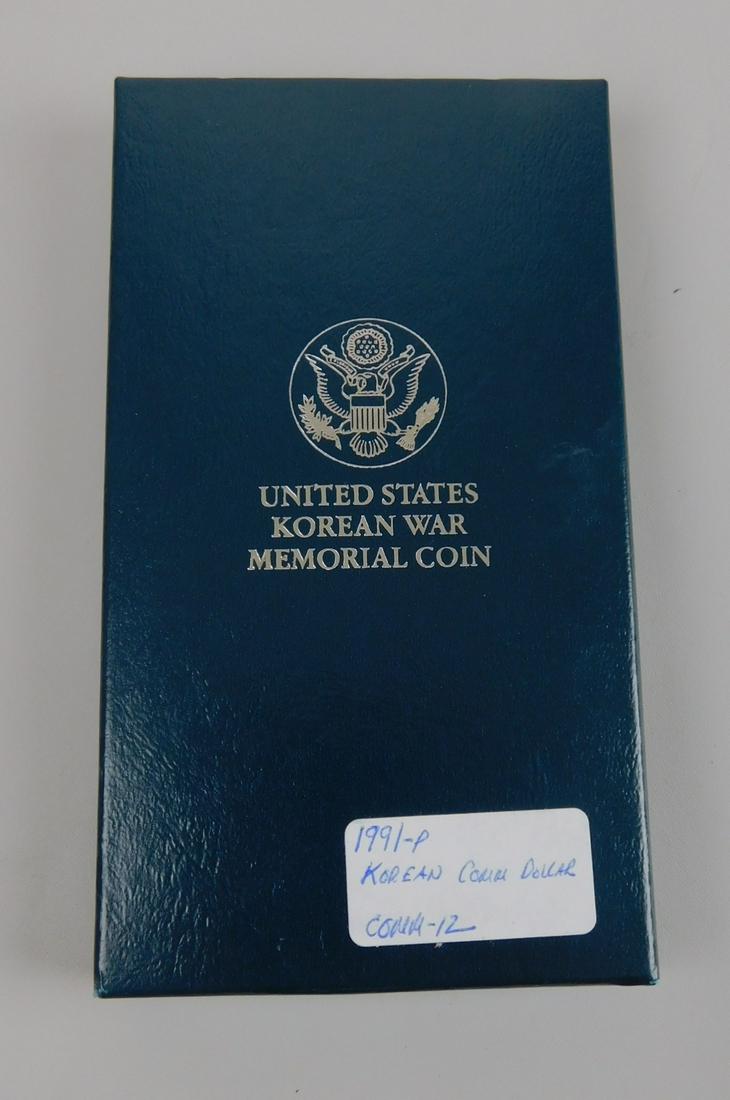 UNITED STATES
KOREAN WAR
MEMORIAL COIN
1991-P
KOREAN COMM DOLLAR
COMM-12